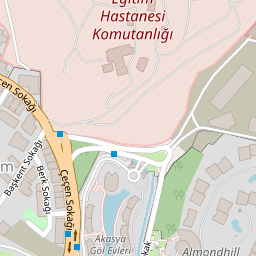 Eğitim
Hastanesi
Komutanlığı
Çeçen Sokağı
Başkent Sokağı
Berk Sokağı
Çeçen Sokağı
Akasya
Göl Evleri
Almondhill